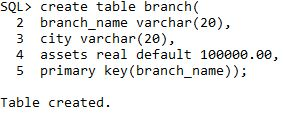 SQL> create table branch(
2 branch_name varchar(20),
3 city varchar(20),
4 assets real default 100000.00,
5 primary key(branch_name));
Table created.